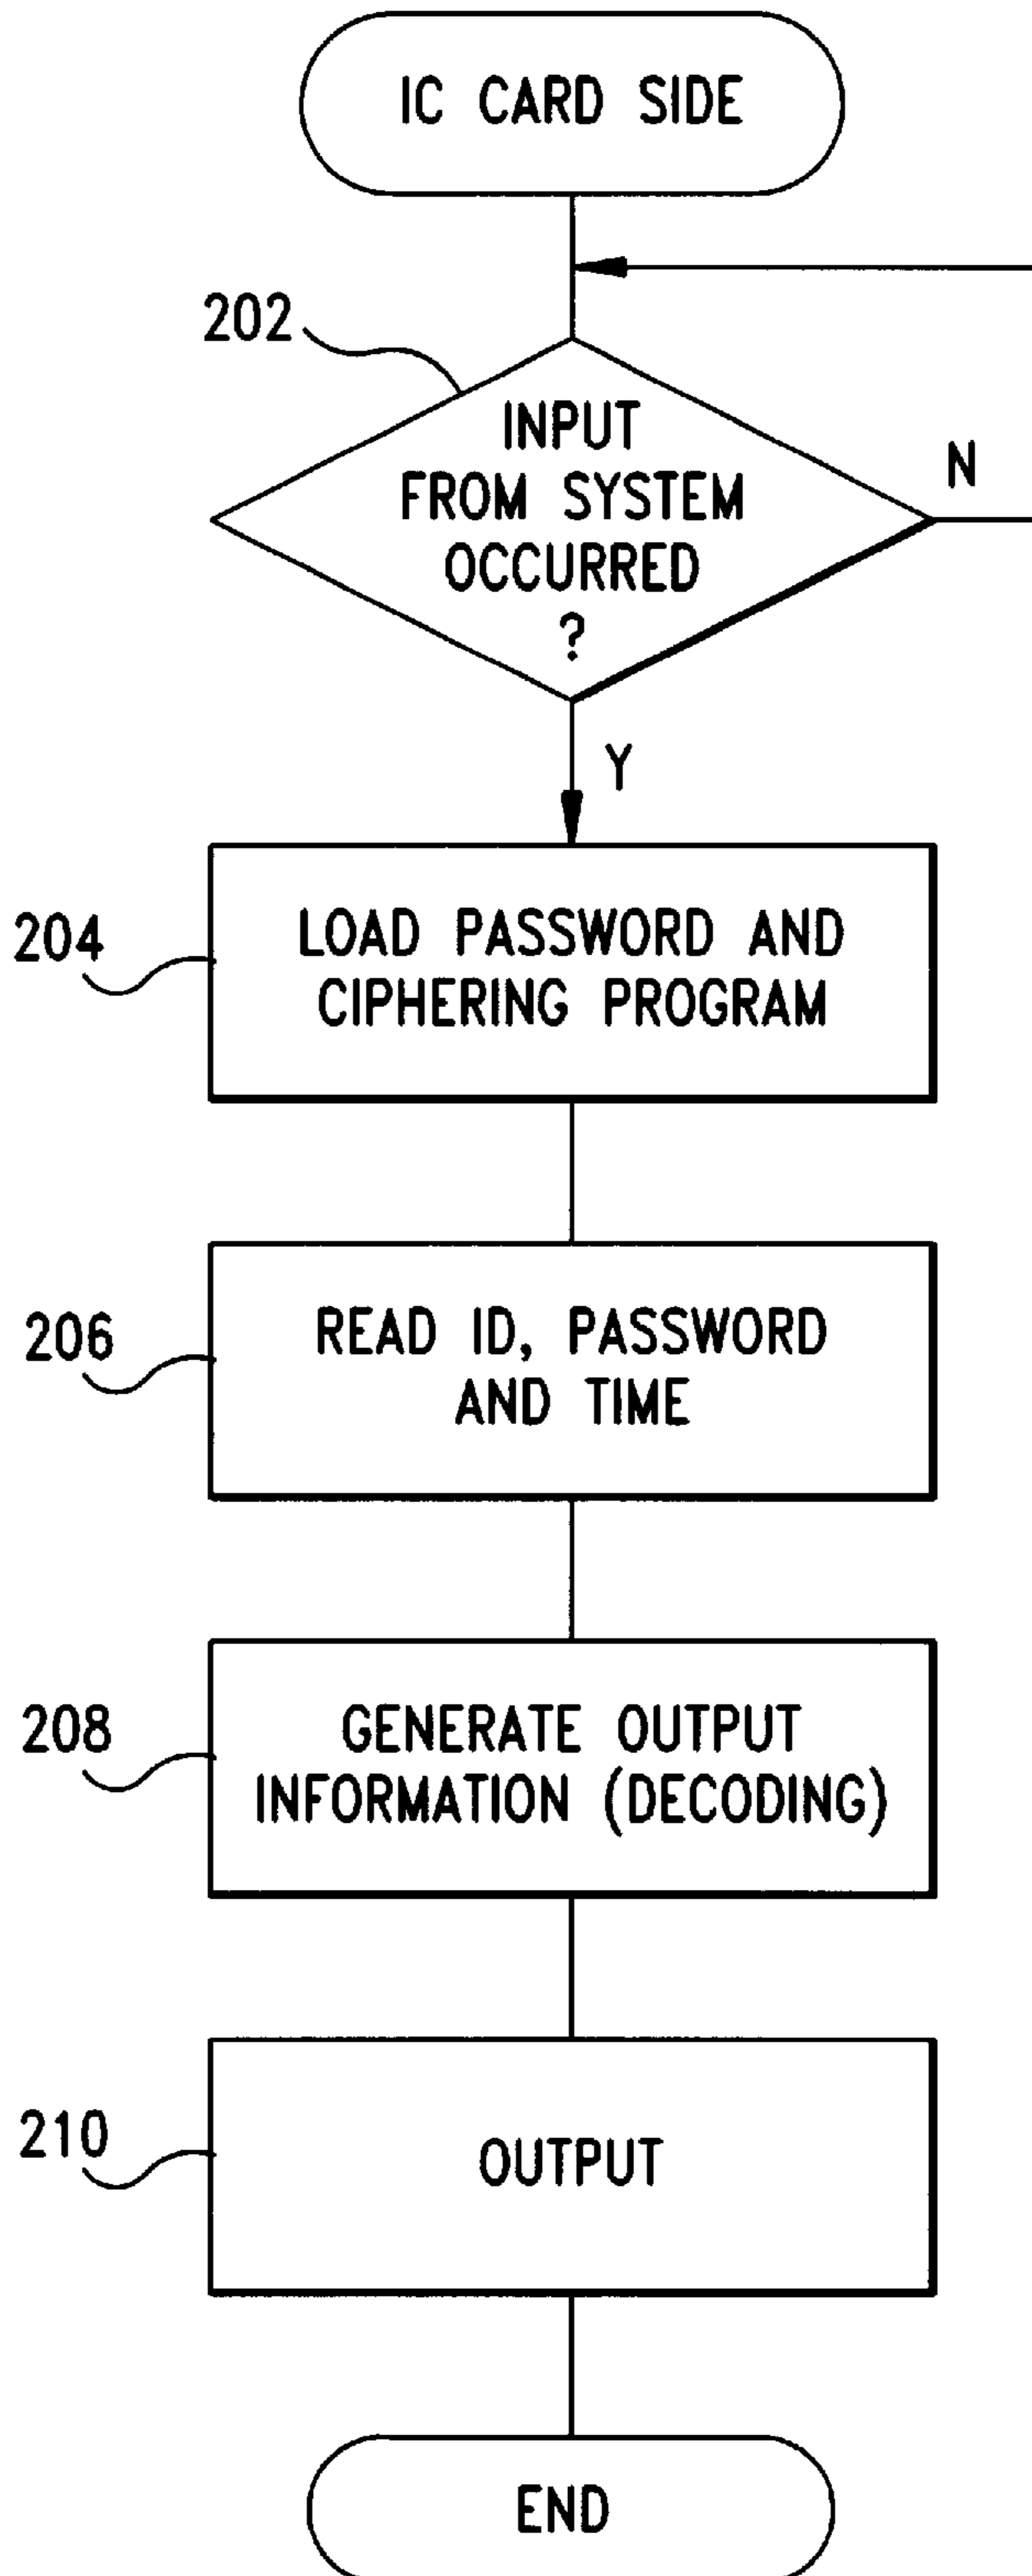 IC CARD SIDE
202
INPUT
FROM SYSTEM
OCCURRED
?
N
Y
204
LOAD PASSWORD AND
CIPHERING PROGRAM
206
READ ID, PASSWORD
AND TIME
208
GENERATE OUTPUT
INFORMATION (DECODING)
210
OUTPUT
END